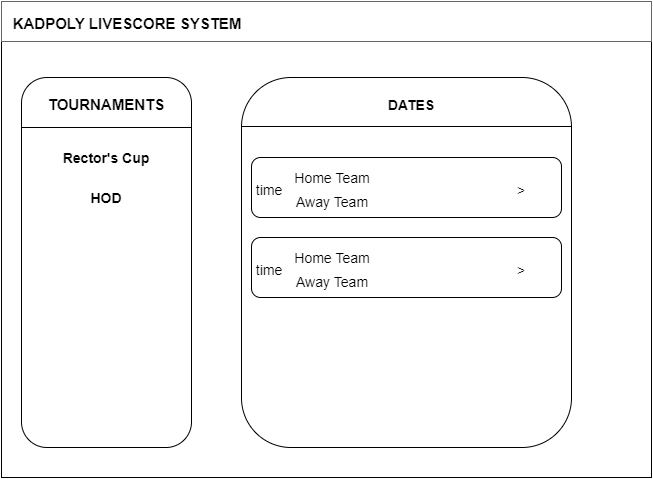 KADPOLY LIVESCORE SYSTEM
TOURNAMENTS
Rector's Cup
HOD
DATES
time
Home Team
Away Team
>
time
Home Team
Away Team
>